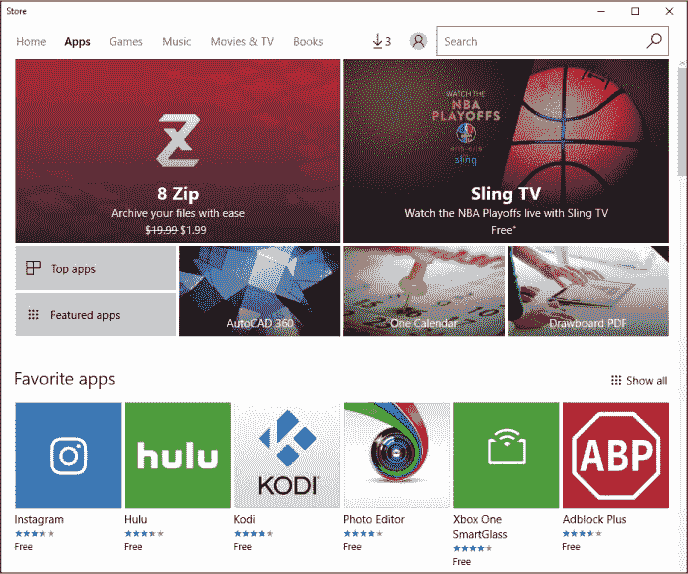 Store
Home Apps Games Music Movies & TV Books 3 Search
8 Zip
Archive your files with ease
$19.99 $1.99
WATCH THE
NBA
PLAYOFFS
sling
Sling TV
Watch the NBA Playoffs live with Sling TV
Free*
Top apps
Featured apps
AutoCAD 360
One Calendar
Drawboard PDF
Favorite apps
Show all
hulu
KODI
ABP
Instagram
Free
Hulu
Free
Kodi
Free
Photo Editor
Free
Xbox One
SmartGlass
Free
Adblock Plus
Free